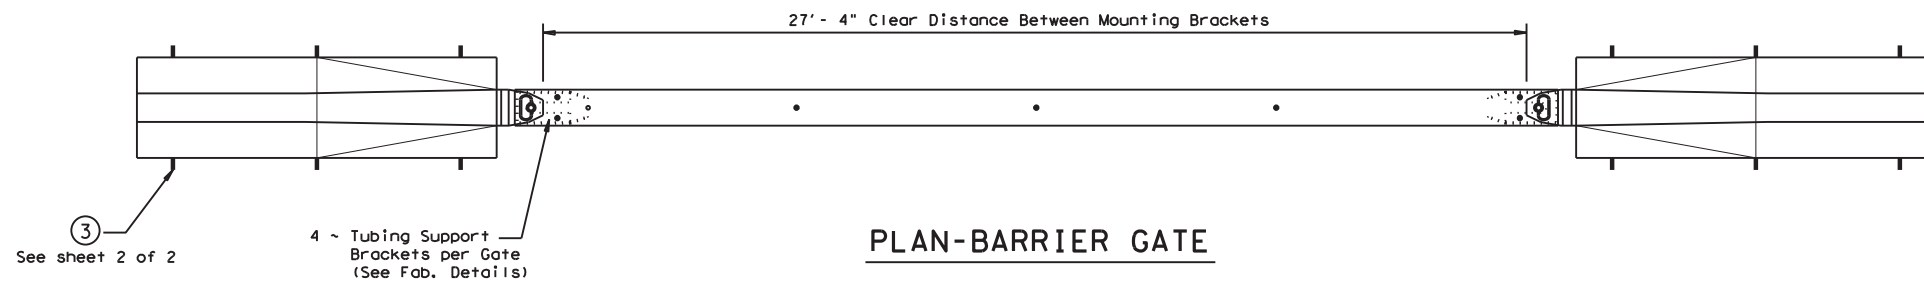 27'- 4" Clear Distance Between Mounting Brackets
3
See sheet 2 of 2
4 ~ Tubing Support
Brackets per Gate
(See Fab. Details)
PLAN-BARRIER GATE